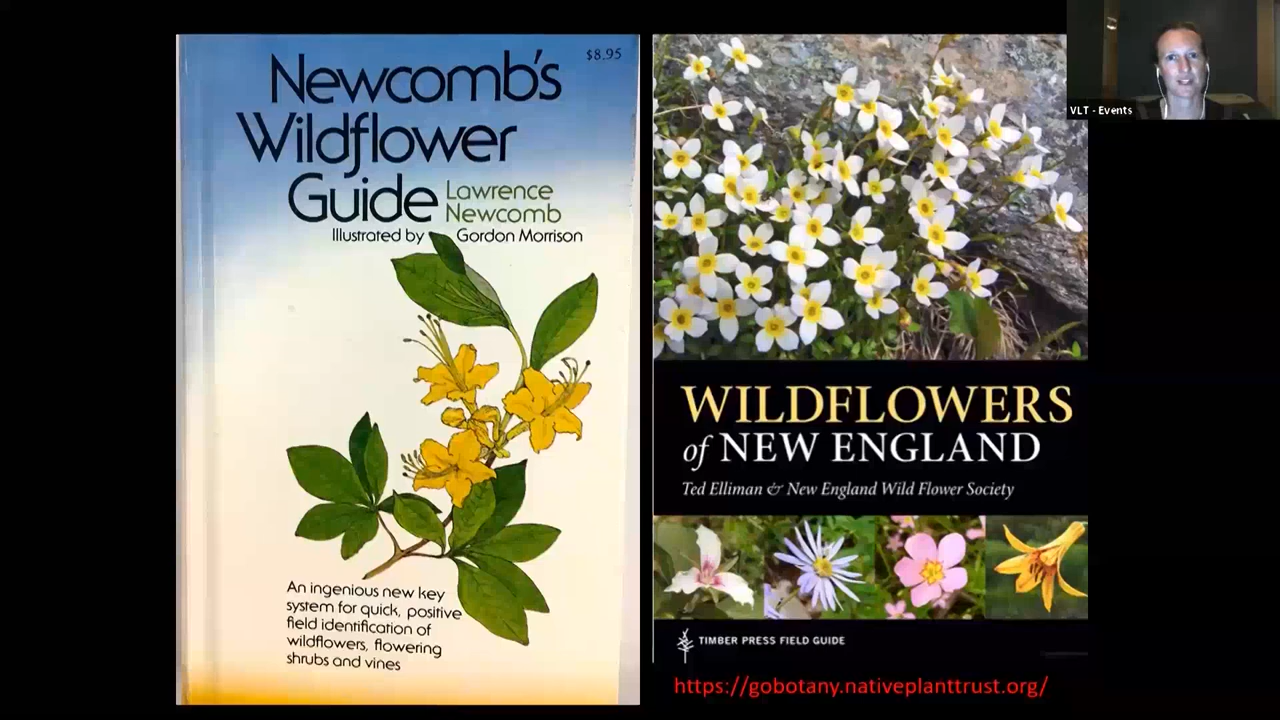 $8.95
Newcomb's
Wildflower
Guide
Lawrence
Newcomb
Illustrated by Gordon Morrison
An ingenious new key
system for quick, positive
field identification of
wildflowers, flowering
shrubs and vines
WILDFLOWERS
of NEW ENGLAND
Ted Elliman & New England Wild Flower Society
TIMBER PRESS FIELD GUIDE
https://gobotany.nativeplanttrust.org/
VLT - Events